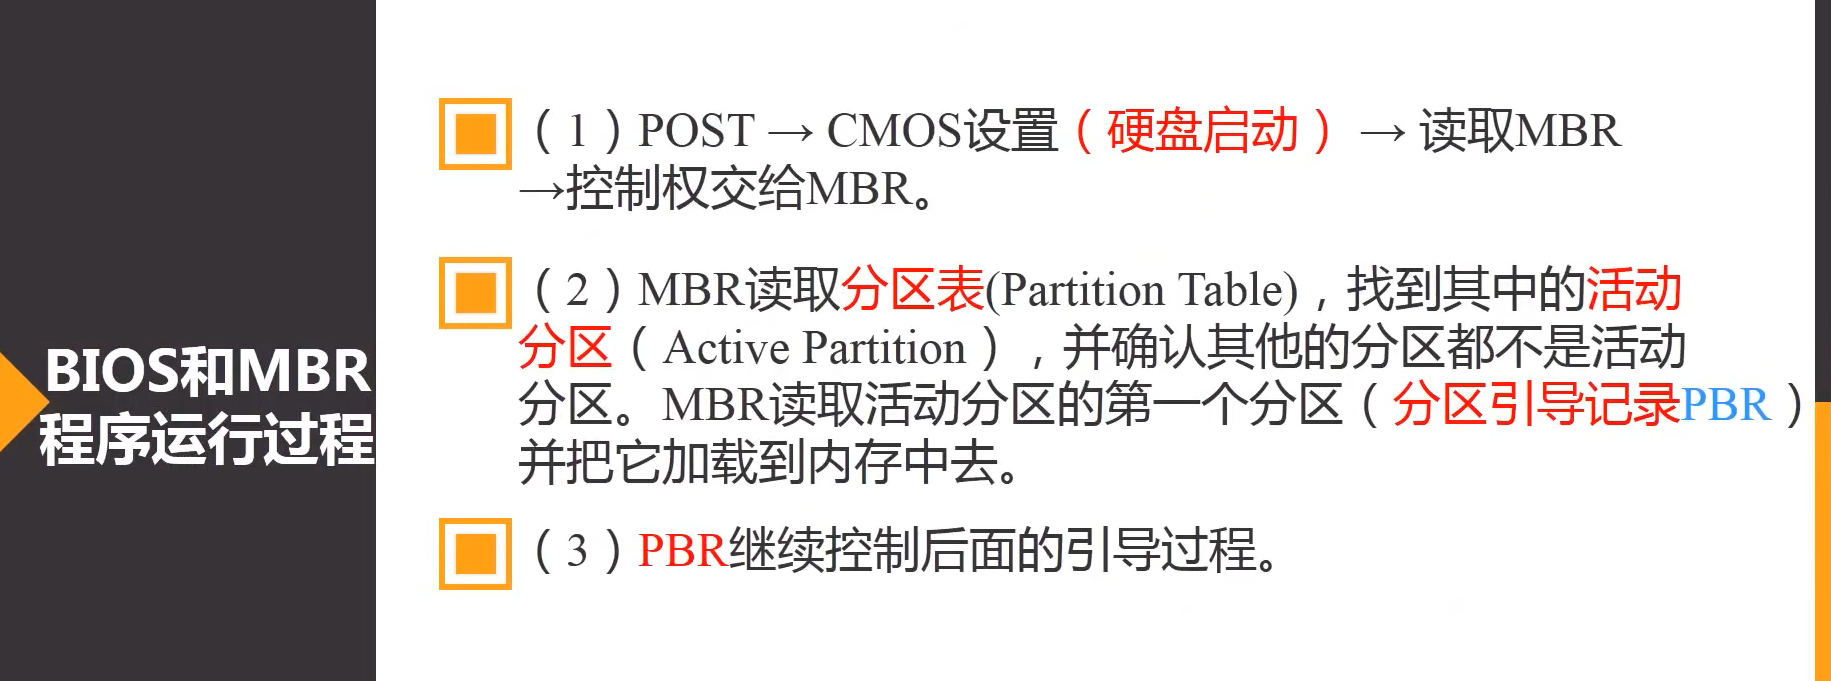 BIOS和MBR
程序运行过程
（1）POST → CMOS设置（硬盘启动） → 读取MBR
→控制权交给MBR。
（2）MBR读取分区表(Partition Table)，找到其中的活动
分区（Active Partition），并确认其他的分区都不是活动
分区。MBR读取活动分区的第一个分区（分区引导记录PBR）
并把它加载到内存中去。
（3）PBR继续控制后面的引导过程。